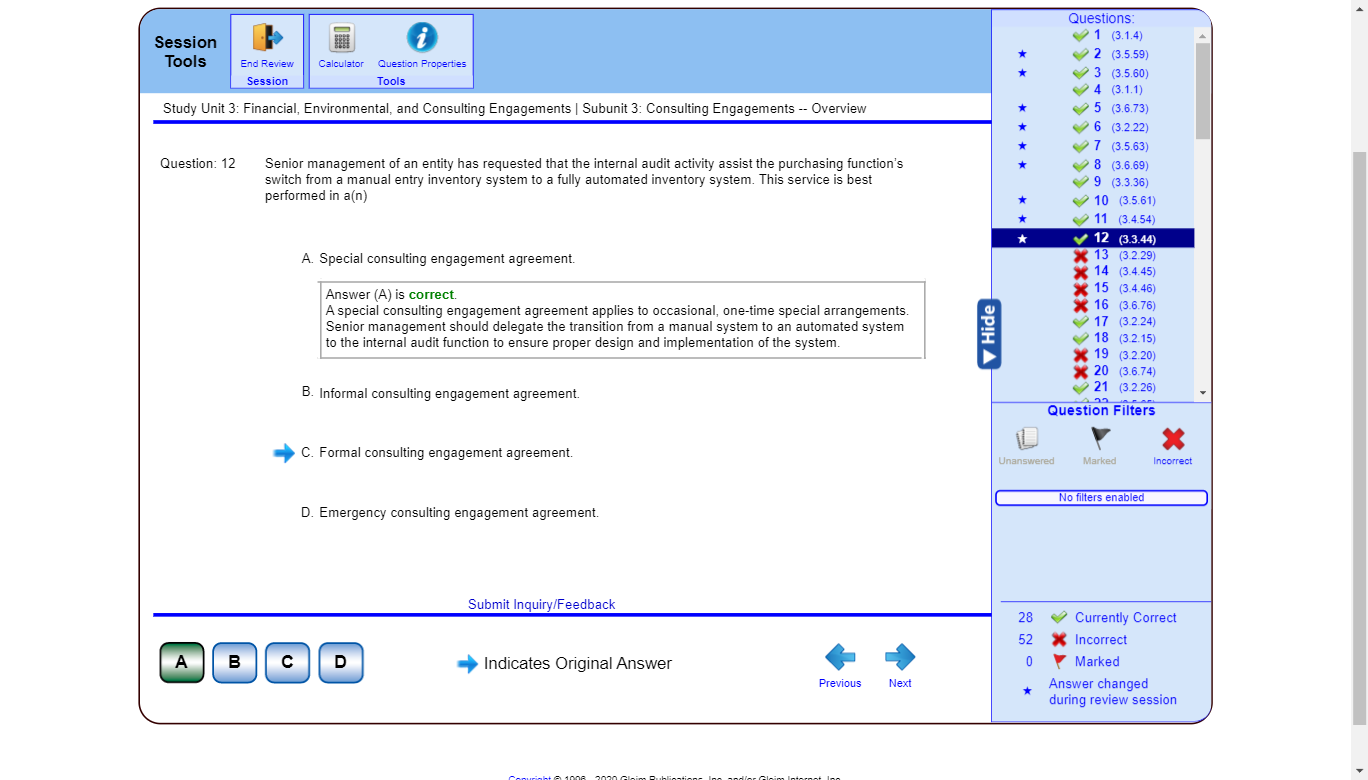 Session
Tools
End Review
Session
Calculator
Question Properties
Tools
Study Unit 3: Financial, Environmental, and Consulting Engagements | Subunit 3: Consulting Engagements -- Overview
Question: 12
Senior management of an entity has requested that the internal audit activity assist the purchasing function's
switch from a manual entry inventory system to a fully automated inventory system. This service is best
performed in a(n)
A. Special consulting engagement agreement.
Answer (A) is correct.
A special consulting engagement agreement applies to occasional, one-time special arrangements.
Senior management should delegate the transition from a manual system to an automated system
to the internal audit function to ensure proper design and implementation of the system.
B. Informal consulting engagement agreement.
C. Formal consulting engagement agreement.
D. Emergency consulting engagement agreement.
Submit Inquiry/Feedback
A
B
C
D
Indicates Original Answer
Previous
Next
Hide
Questions:
1 (3.1.4)
2 (3.5.59)
3 (3.5.60)
4 (3.1.1)
5 (3.6.73)
6 (3.2.22)
7 (3.5.63)
8 (3.6.69)
9 (3.3.36)
10 (3.5.61)
11 (3.4.54)
12 (3.3.44)
13 (3.2.29)
14 (3.4.45)
15 (3.4.46)
16 (3.6.76)
17 (3.2.24)
18 (3.2.15)
19 (3.2.20)
20 (3.6.74)
21 (3.2.26)
Question Filters
Unanswered
Marked
Incorrect
No filters enabled
28 Currently Correct
52 Incorrect
0 Marked
Answer changed
during review session
Copyright © 1996 - 2020 Gleim Publications, Inc. and/or Gleim Internet, Inc.